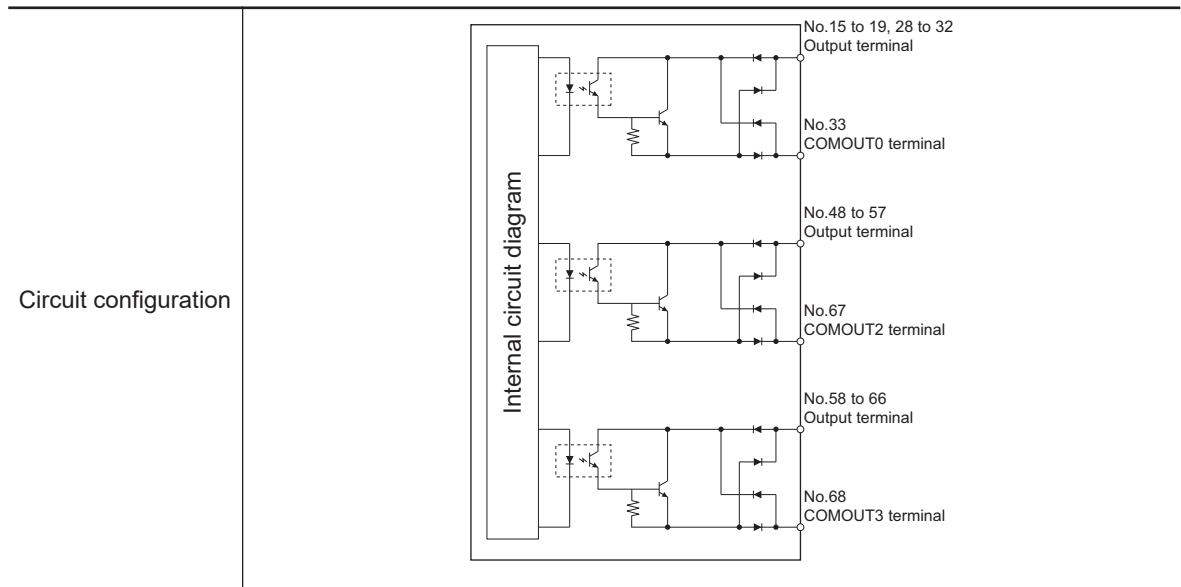 Circuit configuration
Internal circuit diagram
No.15 to 19, 28 to 32
Output terminal
No.33
COMOUT0 terminal
No.48 to 57
Output terminal
No.67
COMOUT2 terminal
No.58 to 66
Output terminal
No.68
COMOUT3 terminal